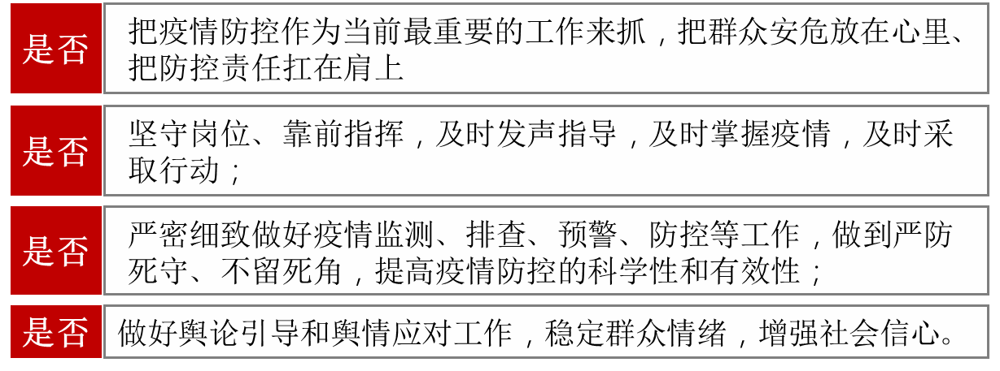 是否
把疫情防控作为当前最重要的工作来抓，把群众安危放在心里、
把防控责任扛在肩上
是否
坚守岗位、靠前指挥，及时发声指导，及时掌握疫情，及时采
取行动；
是否
严密细致做好疫情监测、排查、预警、防控等工作，做到严防
死守、不留死角，提高疫情防控的科学性和有效性；
是否
做好舆论引导和舆情应对工作，稳定群众情绪，增强社会信心。